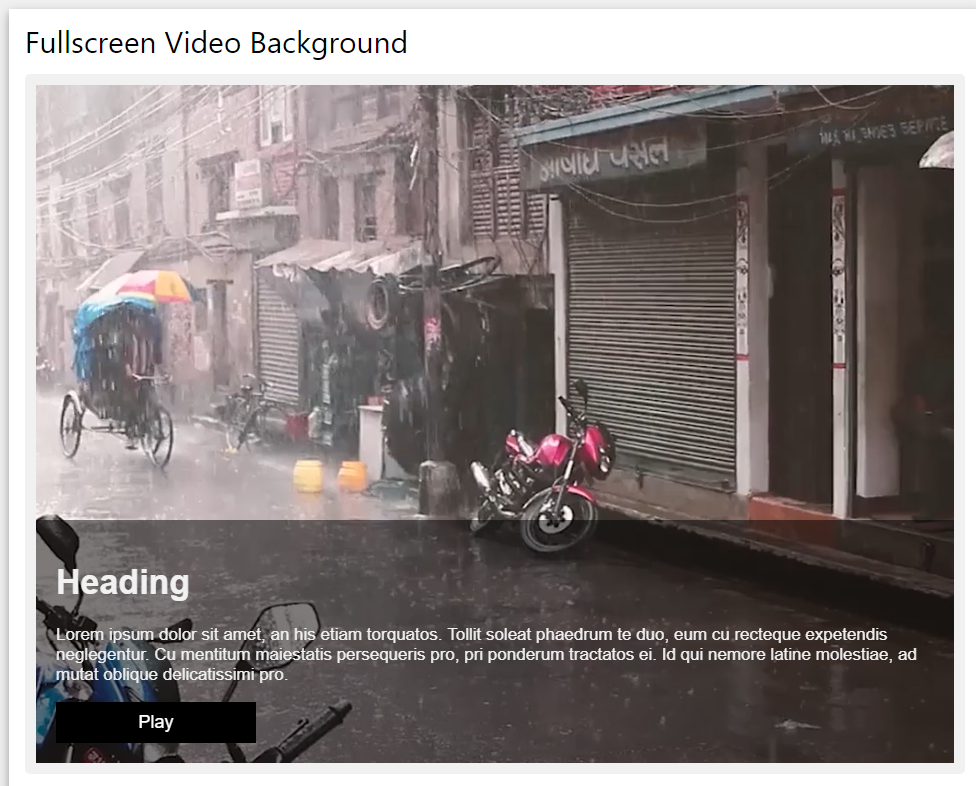 Fullscreen Video Background
औषधि पसल
Heading
Lorem ipsum dolor sit amet, an his etiam torquatos. Tollit soleat phaedrum te duo, eum cu recteque expetendis
neglegentur. Cu mentitum maiestatis persequeris pro, pri ponderum tractatos ei. Id qui nemore latine molestiae, ad
mutat oblique delicatissimi pro.
Play